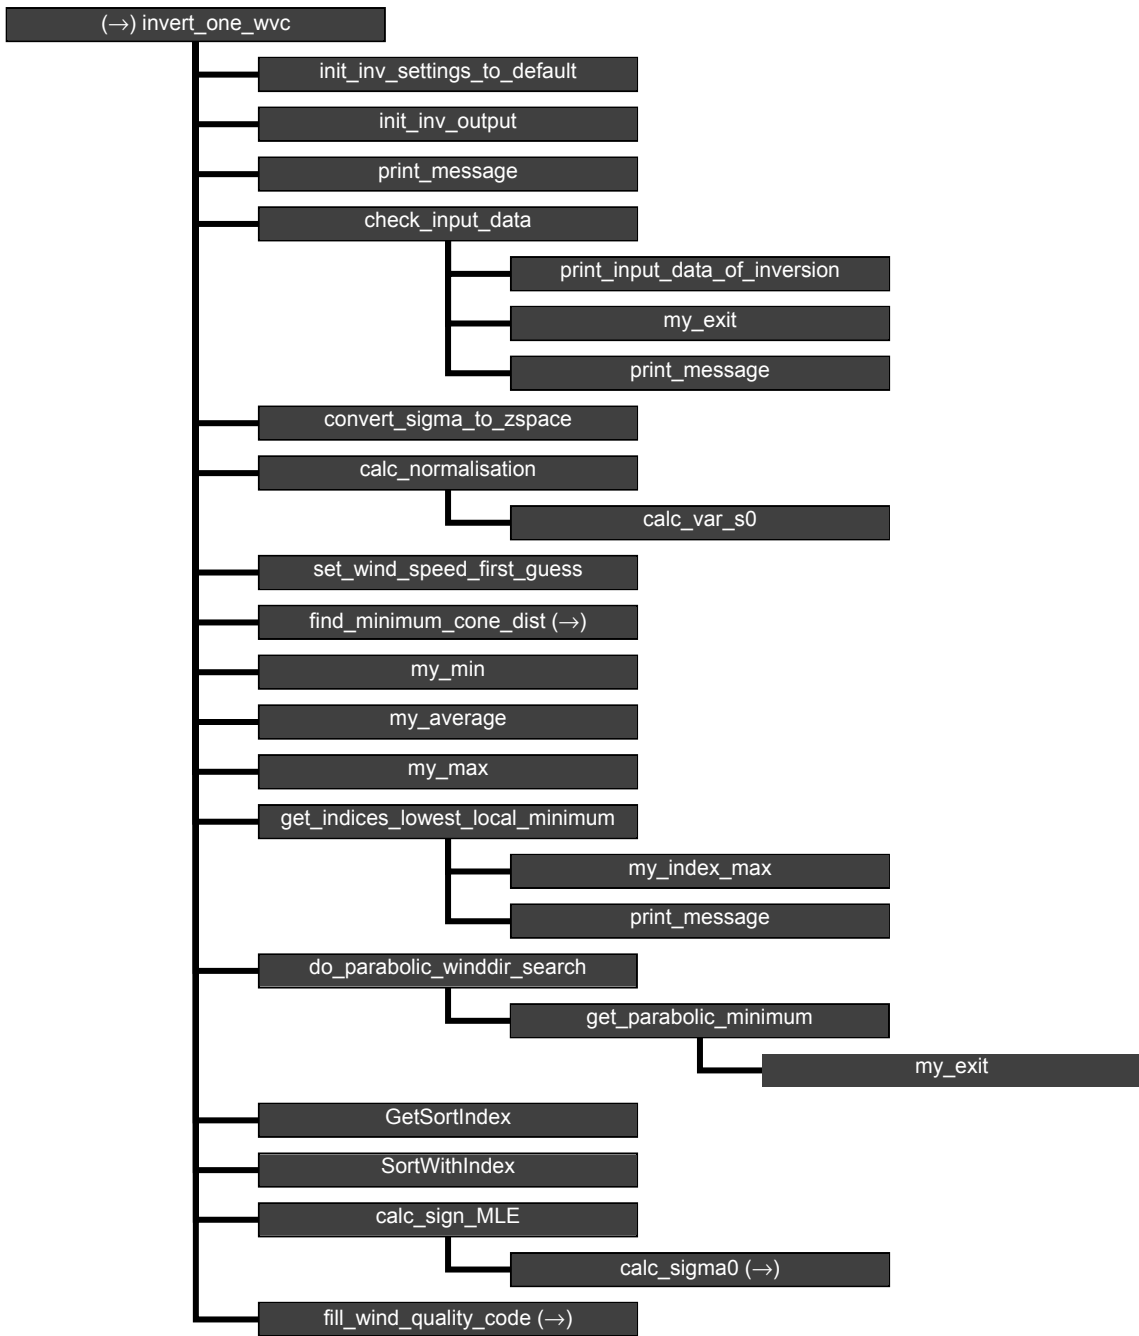 (→) invert_one_wvc
init_inv_settings_to_default
init_inv_output
print_message
check_input_data
print_input_data_of_inversion
my_exit
print_message
convert_sigma_to_zspace
calc_normalisation
calc_var_s0
set_wind_speed_first_guess
find_minimum_cone_dist (→)
my_min
my_average
my_max
get_indices_lowest_local_minimum
my_index_max
print_message
do_parabolic_winddir_search
get_parabolic_minimum
my_exit
GetSortIndex
SortWithIndex
calc_sign_MLE
calc_sigma0 (→)
fill_wind_quality_code (→)